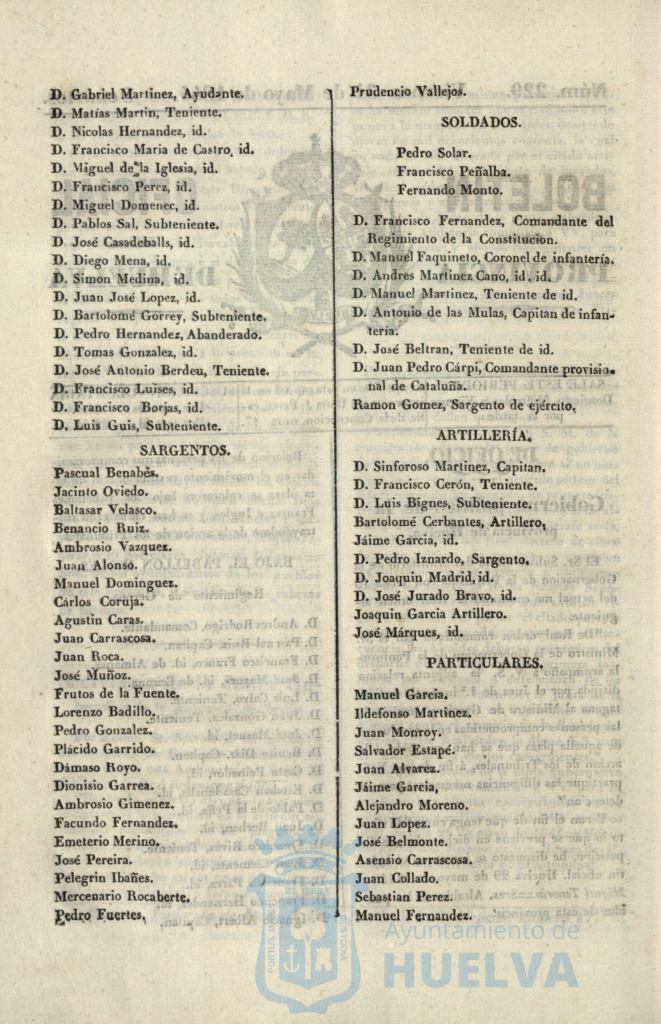 D. Gabriel Martinez, Ayudante.
D. Matías Martin, Teniente.
D. Nicolas Hernandez, id.
D. Francisco Maria de Castro, id.
D. Miguel de la Iglesia, id.
D. Francisco Perez, id.
D. Miguel Domenec, id.
D. Pablos Sal, Subteniente.
D José Casadeballs, id.
D. Diego Mena, id.
D. Simon Medina, id.
D. Juan José Lopez, id.
D. Bartolomé Gorrey, Subteniente.
D. Pedro Hernandez, Abanderado.
D. Tomas Gonzalez, id.
D. José Antonio Berdeu, Teniente.
D. Francisco Luises, id.
D. Francisco Borjas, id.
D. Luis Guis, Subteniente.
SARGENTOS.
Pascual Benabés.
Jacinto Oviedo.
Baltasar Velasco.
Benancio Ruiz.
Ambrosio Vazquez.
Juan Alonso.
Manuel Dominguez.
Cárlos Coruja.
Agustin Caras.
Juan Carrascosa.
Juan Roca.
José Muñoz.
Frutos de la Fuente.
Lorenzo Badillo.
Pedro Gonzalez.
Plácido Garrido.
Dámaso Royo.
Dionisio Garrea.
Ambrosio Gimenez.
Facundo Fernandez.
Emeterio Merino.
José Pereira.
Pelegrin Ibañes.
Mercenario Rocaberte.
Pedro Fuertes.
Prudencio Vallejos.
SOLDADOS.
Pedro Solar.
Francisco Peñalba.
Fernando Monto.
D. Francisco Fernandez, Comandante del
Regimiento de la Constitucion.
D. Manuel Faquineto, Coronel de infantería.
D. Andres Martinez Cano, id. id.
D. Manuel Martinez, Teniente de id.
D. Antonio de las Mulas, Capitan de infan-
tería.
D. José Beltran, Teniente de id.
D. Juan Pedro Cárpi, Comandante provisio-
nal de Cataluña.
Ramon Gomez, Sargento de ejército.
ARTILLERÍA.
D. Sinforoso Martinez, Capitan.
D. Francisco Cerón, Teniente.
D. Luis Bignes, Subteniente.
Bartolomé Cerbantes, Artillero.
Jáime Garcia, id.
D. Pedro Iznardo, Sargento.
D. Joaquin Madrid, id.
D. José Jurado Bravo, id.
Joaquin Garcia Artillero.
José Márques, id.
PARTICULARES.
Manuel Garcia.
Ildefonso Martinez.
Juan Monroy.
Salvador Estapé.
Juan Alvarez.
Jáime Garcia,
Alejandro Moreno.
Juan Lopez.
José Belmonte.
Asensio Carrascosa.
Juan Collado.
Sebastian Perez.
Manuel Fernandez.
Ayuntamiento de
HUELVA